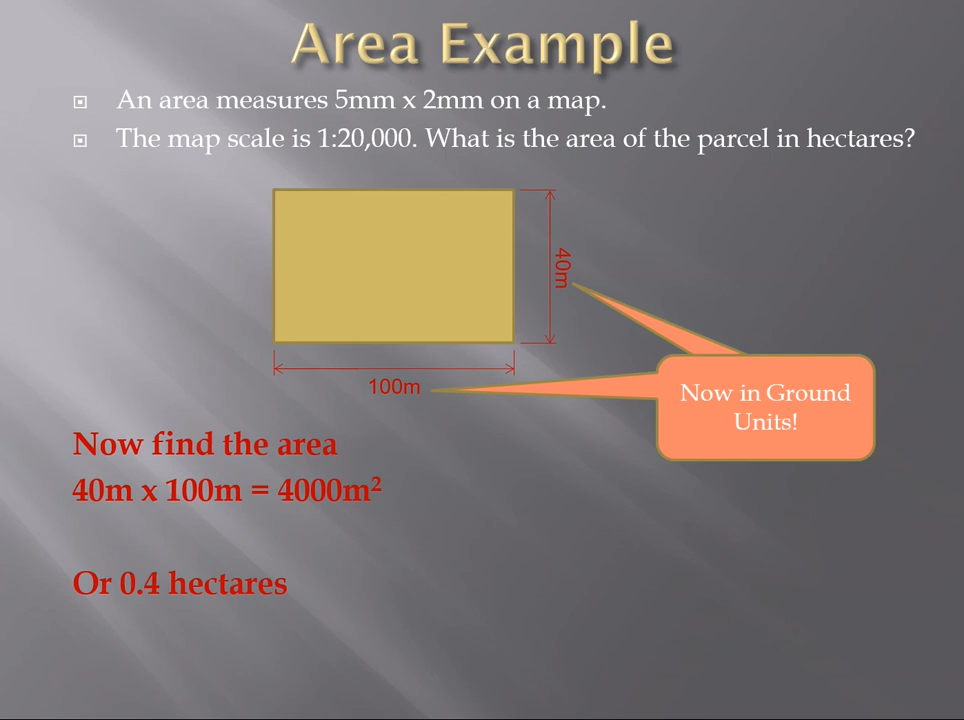 Area Example
An area measures 5mm x 2mm on a map.
The map scale is 1:20,000. What is the area of the parcel in hectares?
40m
100m
Now in Ground
Units!
Now find the area
40m x 100m = 4000m²
Or 0.4 hectares